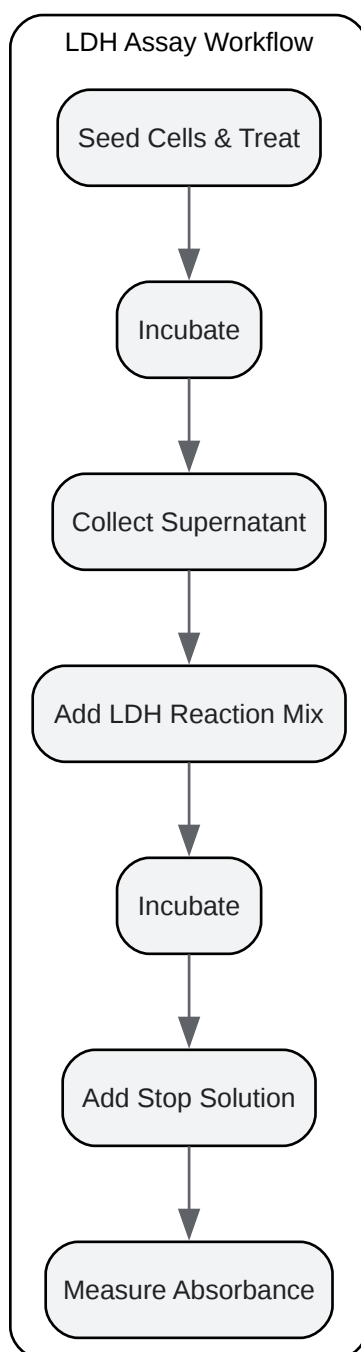 LDH Assay Workflow
Seed Cells & Treat
Incubate
Collect Supernatant
Add LDH Reaction Mix
Incubate
Add Stop Solution
Measure Absorbance